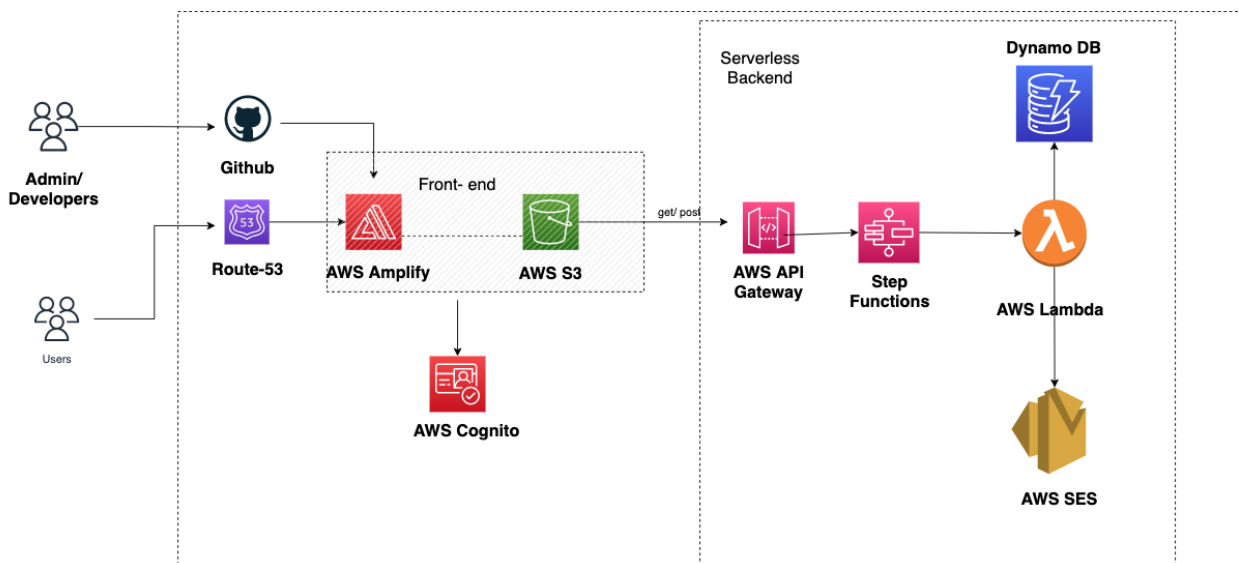 Dynamo DB
Serverless
Backend
Admin/
Developers
Github
Front- end
53
Route-53
AWS Amplify
AWS S3
get/ post
</>
AWS API
Gateway
Step
Functions
AWS Lambda
Users
AWS Cognito
AWS SES